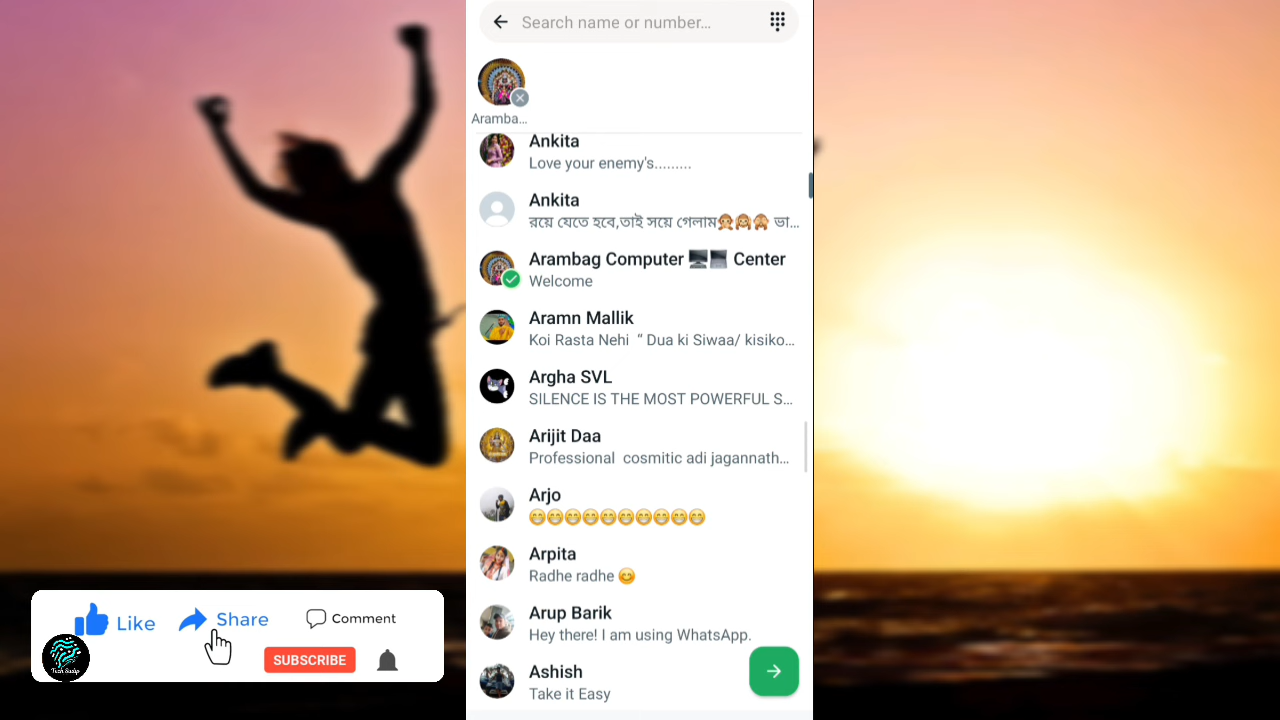 Search name or number...
Aramba...
Ankita
Love your enemy's.........
Ankita
রয়ে যেতে হবে,তাই সয়ে গেলাম🙊🙉🙈 ভা...
Arambag Computer 🖥️💻 Center
Welcome
Aramn Mallik
Koi Rasta Nehi “ Dua ki Siwaa/ kisiko...
Argha SVL
SILENCE IS THE MOST POWERFUL S...
Arijit Daa
Professional cosmitic adi jagannath...
Arjo
😁😁😁😁😁😁😁😁😁😁
Arpita
Radhe radhe 😊
Arup Barik
Hey there! I am using WhatsApp.
Ashish
Take it Easy
Like Share Comment
SUBSCRIBE